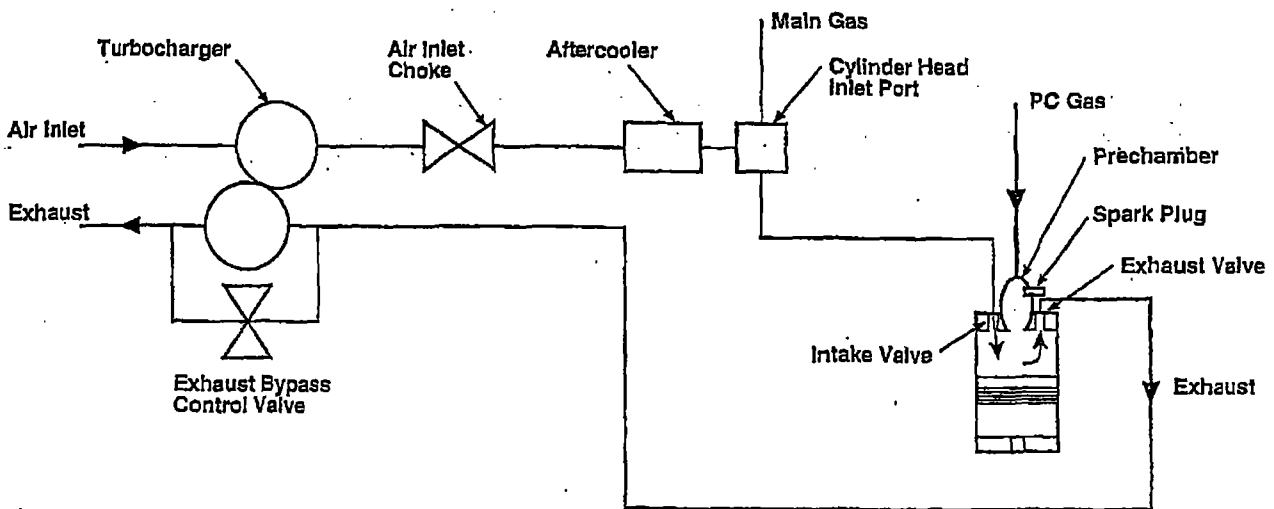 Main Gas
Turbocharger
Air Inlet
Choke
Aftercooler
Cylinder Head
Inlet Port
PC Gas
Air Inlet
Prechamber
Exhaust
Spark Plug
Exhaust Valve
Intake Valve
Exhaust Bypass
Control Valve
Exhaust